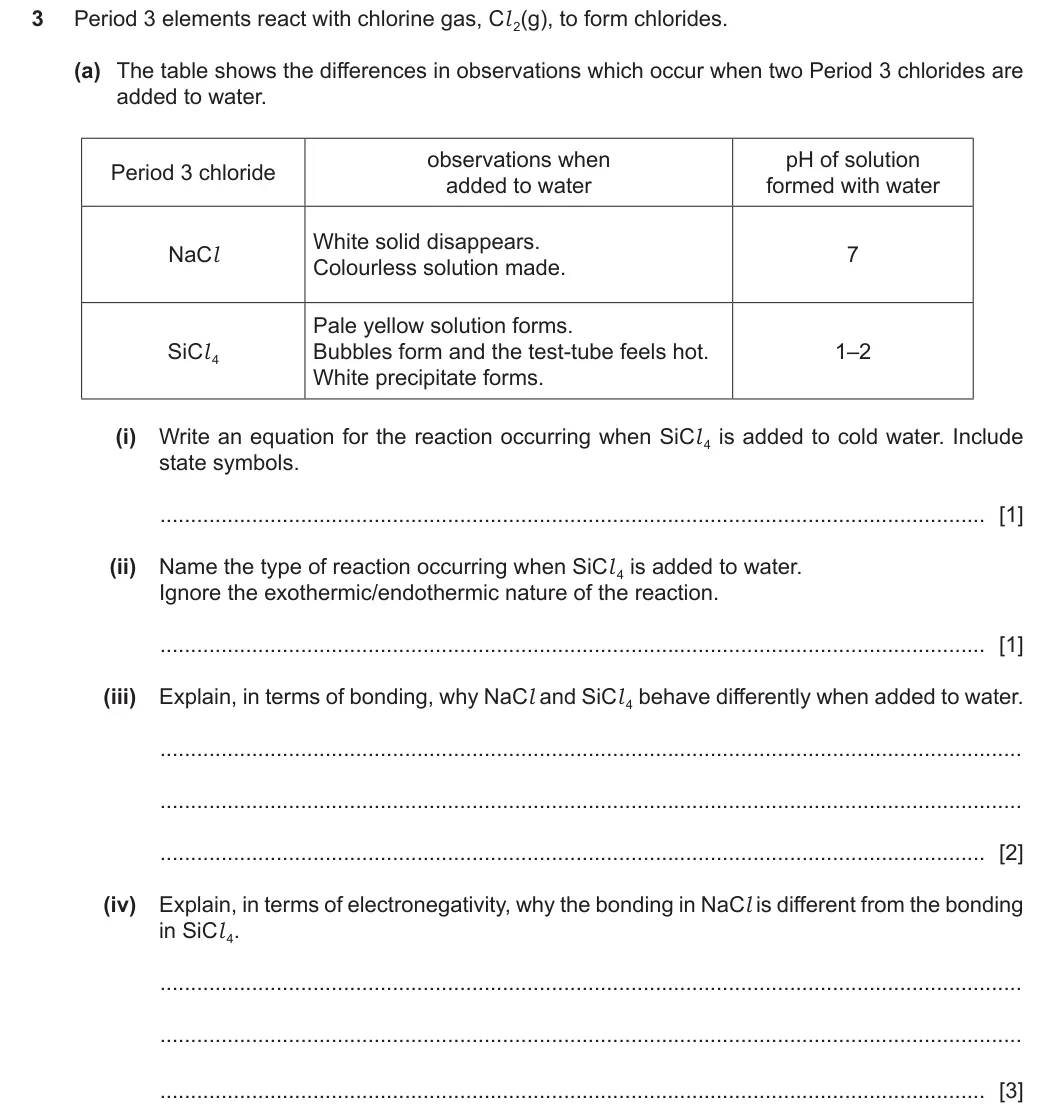 3 Period 3 elements react with chlorine gas, Cl₂(g), to form chlorides.
(a) The table shows the differences in observations which occur when two Period 3 chlorides are
added to water.
Period 3 chloride
observations when
added to water
pH of solution
formed with water
NaCl
White solid disappears.
Colourless solution made.
7
SiCl₄
Pale yellow solution forms.
Bubbles form and the test-tube feels hot.
White precipitate forms.
1–2
(i) Write an equation for the reaction occurring when SiCl₄ is added to cold water. Include
state symbols.
.......................................................................................................................................... [1]
(ii) Name the type of reaction occurring when SiCl₄ is added to water.
Ignore the exothermic/endothermic nature of the reaction.
.......................................................................................................................................... [1]
(iii) Explain, in terms of bonding, why NaCl and SiCl₄ behave differently when added to water.
................................................................................................................................................
................................................................................................................................................
.......................................................................................................................................... [2]
(iv) Explain, in terms of electronegativity, why the bonding in NaCl is different from the bonding
in SiCl₄.
................................................................................................................................................
................................................................................................................................................
.......................................................................................................................................... [3]